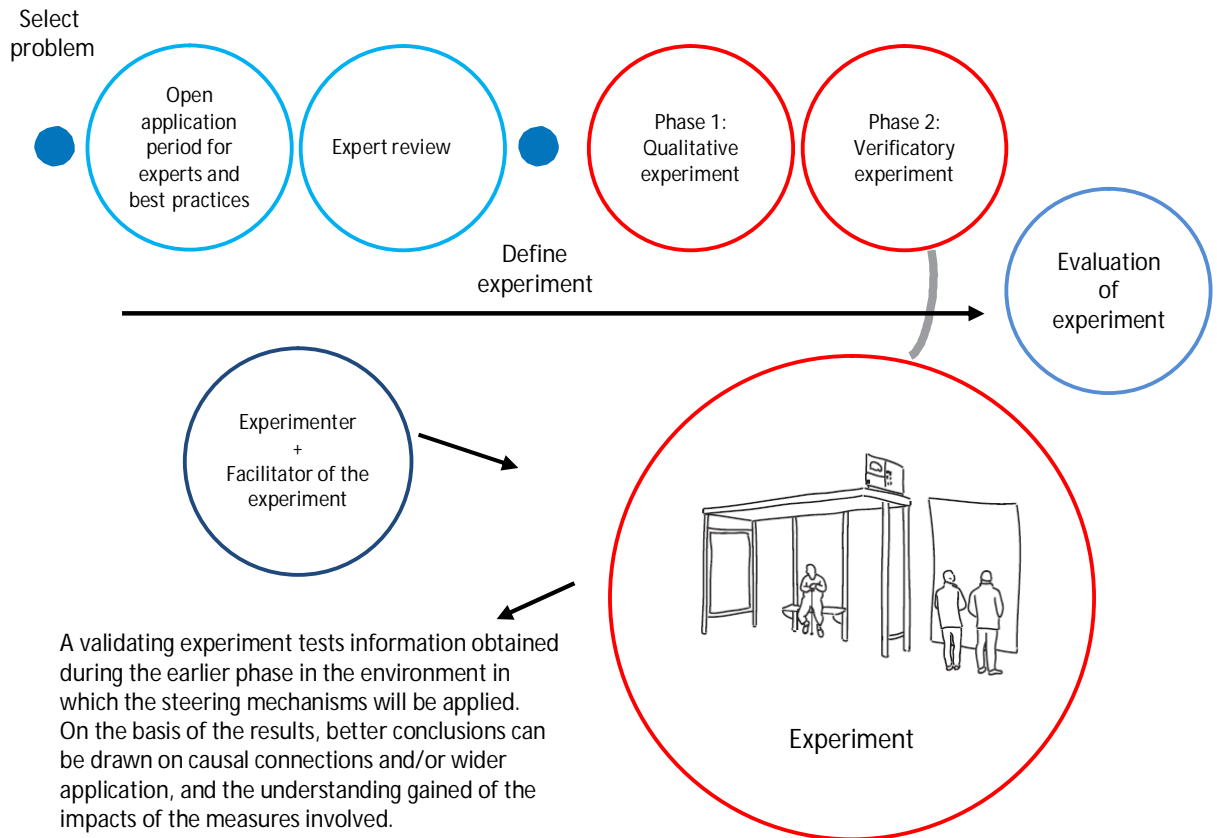 Select
problem
Open
application
period for
experts and
best practices
Expert review
Phase 1:
Qualitative
experiment
Phase 2:
Verificatory
experiment
Define
experiment
Evaluation
of
experiment
Experimenter
+
Facilitator of the
experiment
A validating experiment tests information obtained
during the earlier phase in the environment in
which the steering mechanisms will be applied.
On the basis of the results, better conclusions can
be drawn on causal connections and/or wider
application, and the understanding gained of the
impacts of the measures involved.
Experiment